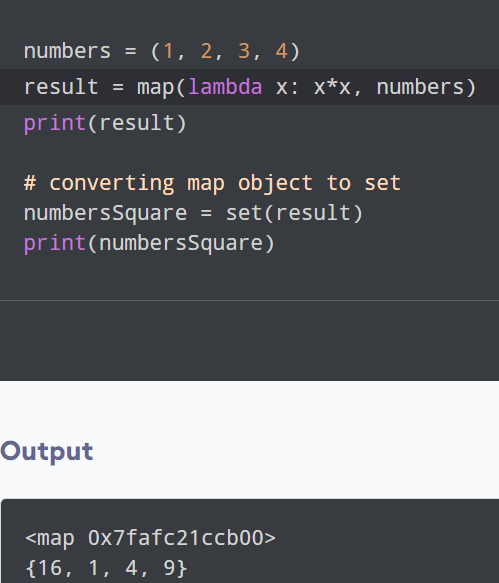 numbers = (1, 2, 3, 4)
result = map(lambda x: x*x, numbers)
print(result)
# converting map object to set
numbersSquare = set(result)
print(numbersSquare)
Output
<map 0x7fafc21ccb00>
{16, 1, 4, 9}